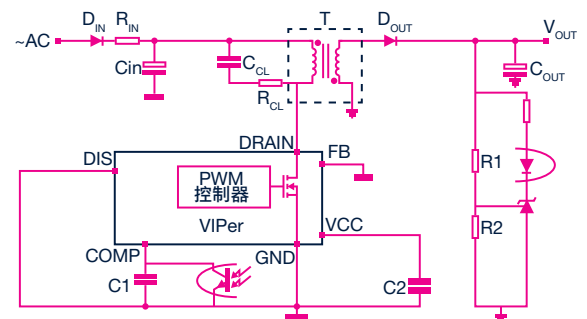 ~AC
D_IN
R_IN
T
D_OUT
V_OUT
Cin
C_CL
R_CL
C_OUT
DRAIN
DIS
FB
PWM
控制器
VIPer
R1
VCC
R2
COMP
GND
C1
C2